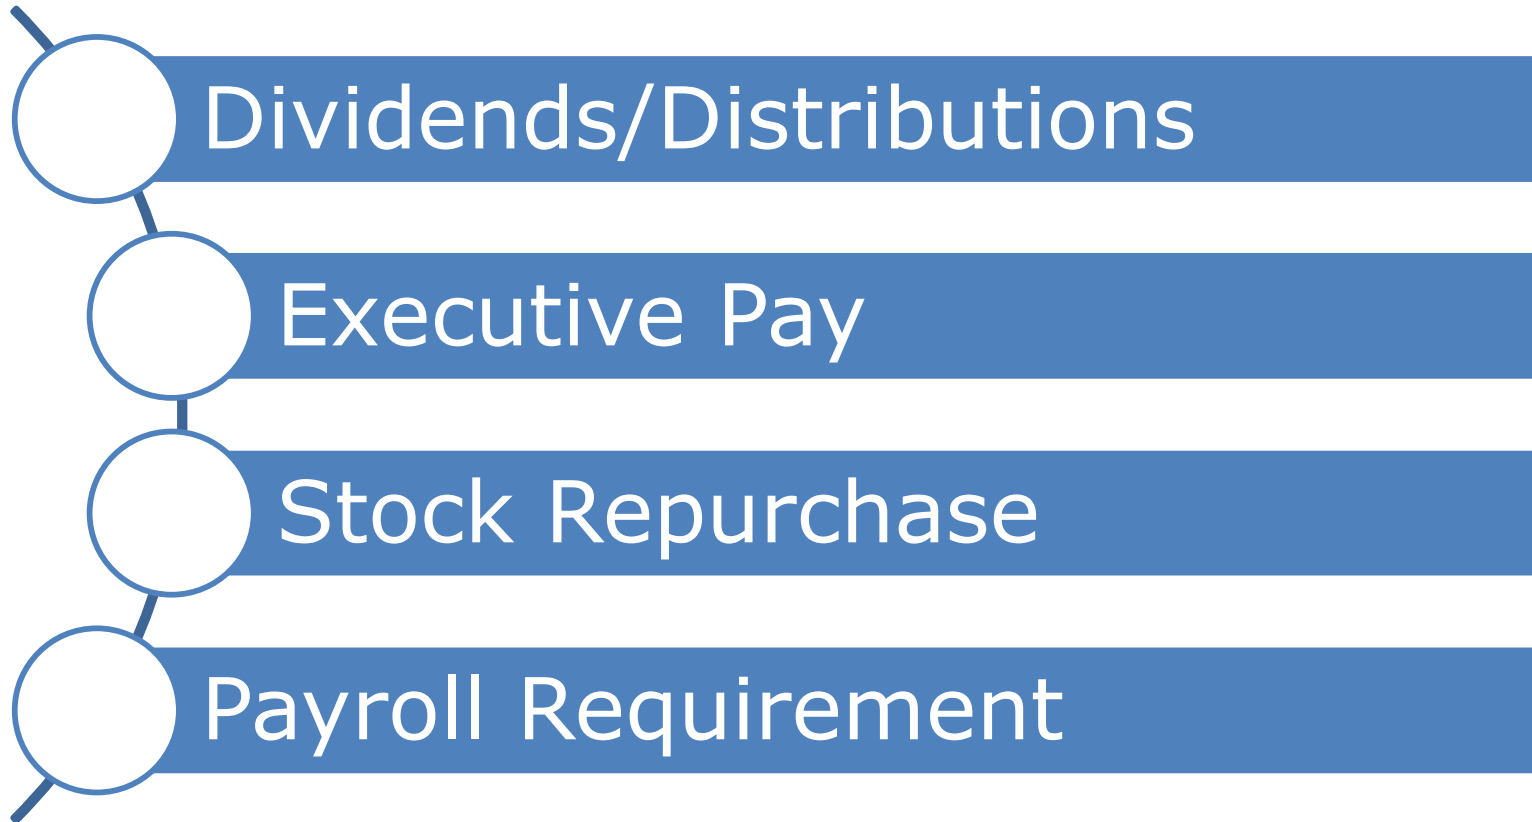 Dividends/Distributions
Executive Pay
Stock Repurchase
Payroll Requirement